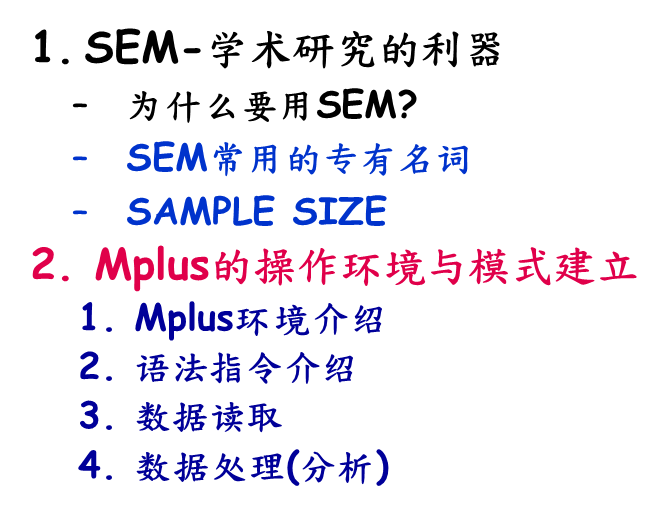 1. SEM-学术研究的利器
- 为什么要用SEM?
- SEM常用的专有名词
- SAMPLE SIZE
2. Mplus的操作环境与模式建立
1. Mplus环境介绍
2. 语法指令介绍
3. 数据读取
4. 数据处理(分析)